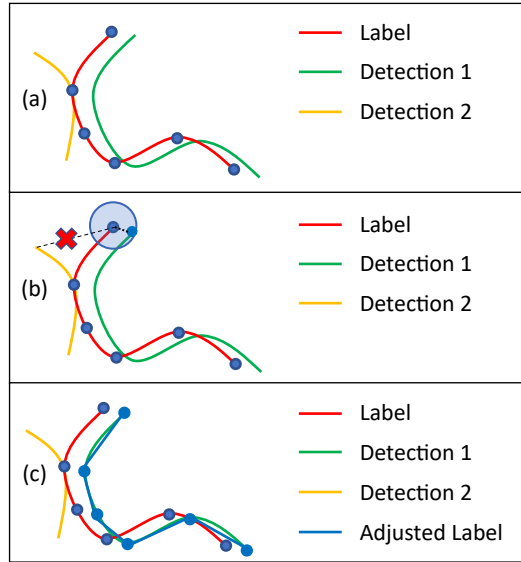 Label
Detection 1
(a)
Detection 2
Label
Detection 1
(b)
Detection 2
Label
Detection 1
(c)
Detection 2
Adjusted Label